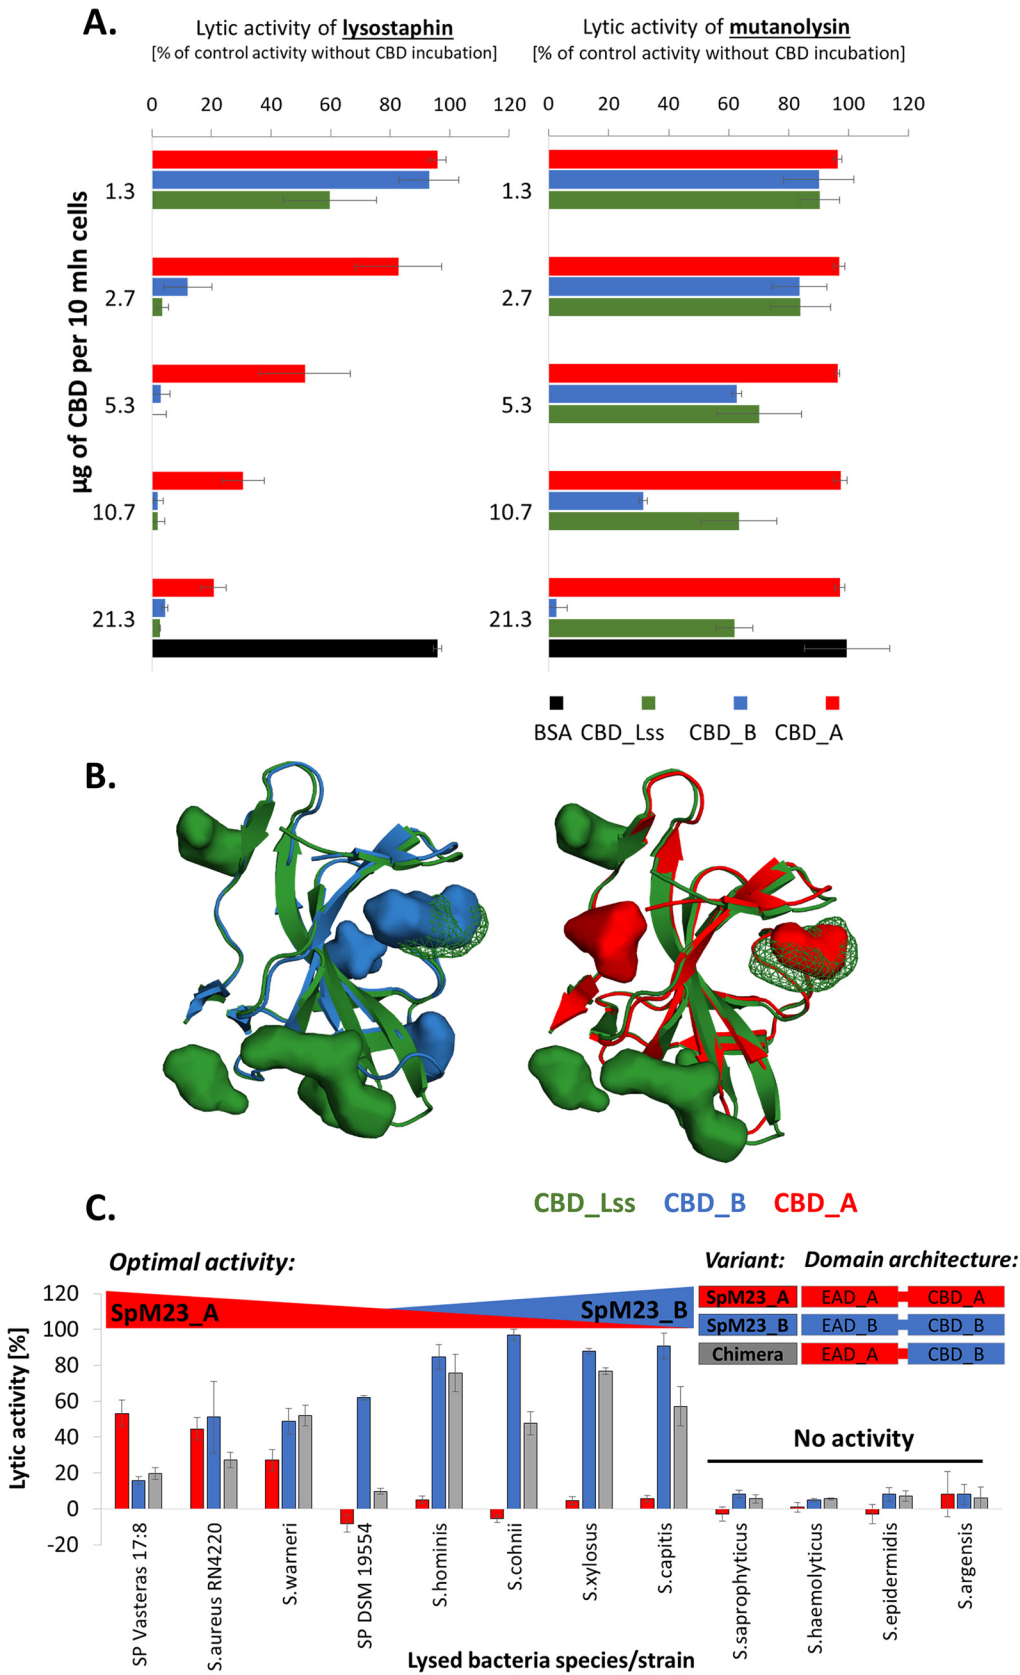 A.
Lytic activity of lysostaphin
[% of control activity without CBD incubation]
Lytic activity of mutanolysin
[% of control activity without CBD incubation]
0 20 40 60 80 100 120
0 20 40 60 80 100 120
µg of CBD per 10 mln cells
1.3
2.7
5.3
10.7
21.3
1.3
2.7
5.3
10.7
21.3
BSA CBD_Lss CBD_B CBD_A
B.
CBD_Lss CBD_B CBD_A
C.
Optimal activity:
Variant: Domain architecture:
SpM23_A EAD_A CBD_A
SpM23_B EAD_B CBD_B
Chimera EAD_A CBD_B
SpM23_A
SpM23_B
Lytic activity [%]
120
100
80
60
40
20
0
-20
No activity
SP Vasteras 17:8
S.aureus RN4220
S.warneri
SP DSM 19554
S.hominis
S.cohnii
S.xylosus
S.capitis
S.saprophyticus
S.haemolyticus
S.epidermidis
S.argensis
Lysed bacteria species/strain